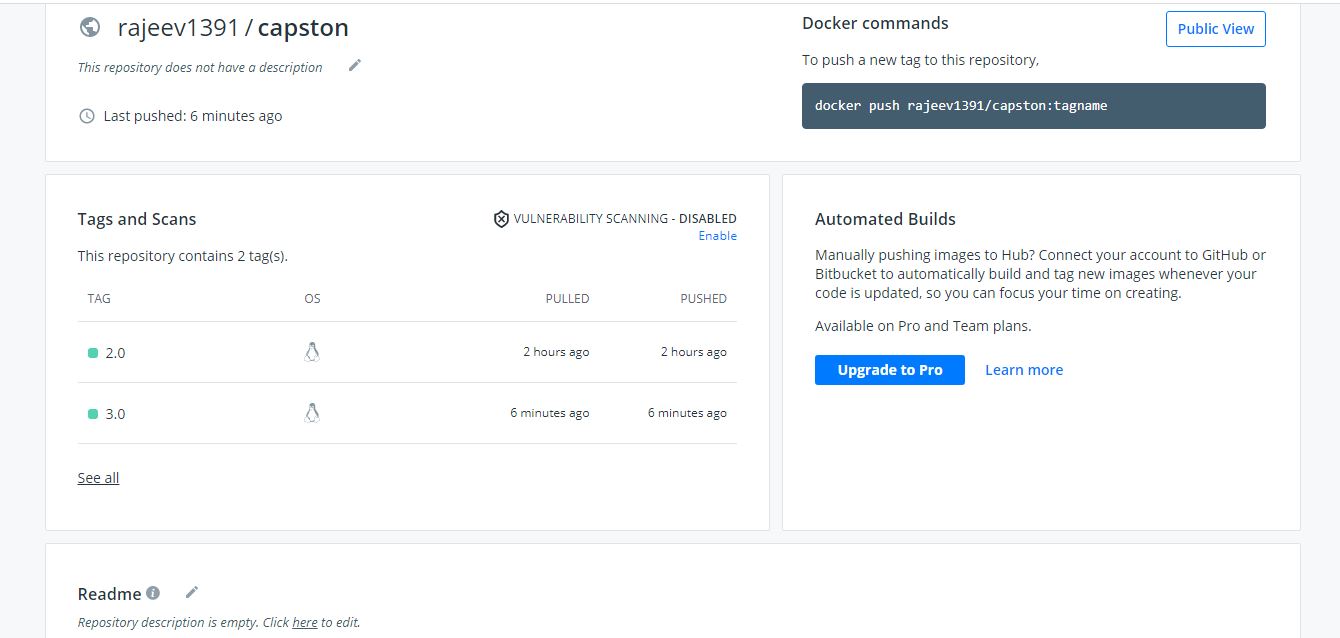 rajeev1391 / capston
This repository does not have a description
Last pushed: 6 minutes ago
Docker commands
Public View
To push a new tag to this repository,
docker push rajeev1391/capston:tagname
Tags and Scans
VULNERABILITY SCANNING - DISABLED
Enable
This repository contains 2 tag(s).
TAG OS PULLED PUSHED
2.0 2 hours ago 2 hours ago
3.0 6 minutes ago 6 minutes ago
See all
Automated Builds
Manually pushing images to Hub? Connect your account to GitHub or
Bitbucket to automatically build and tag new images whenever your
code is updated, so you can focus your time on creating.
Available on Pro and Team plans.
Upgrade to Pro Learn more
Readme
Repository description is empty. Click here to edit.